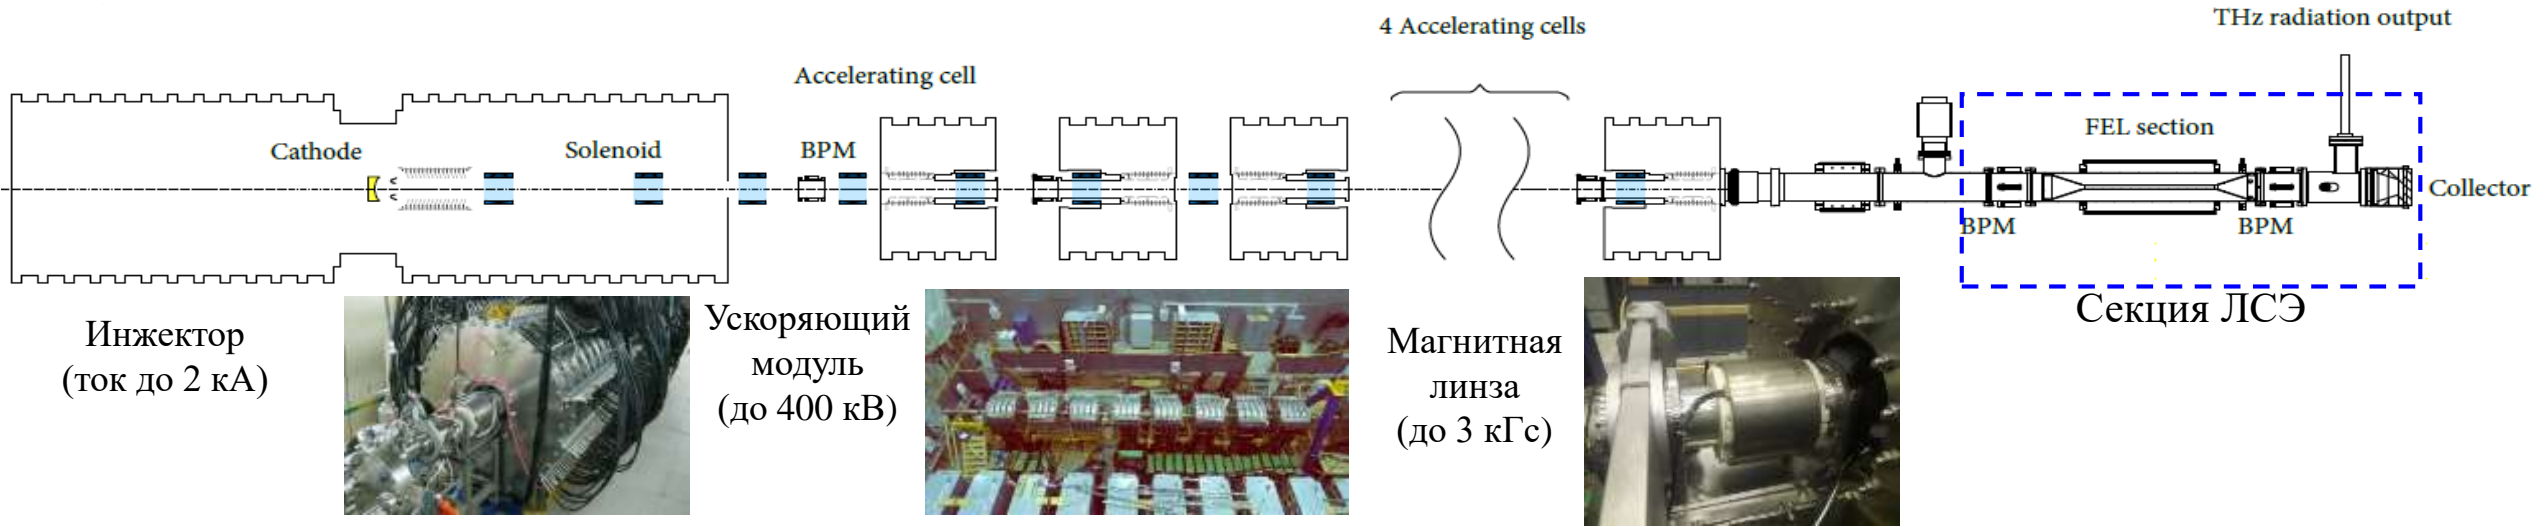 THz radiation output
4 Accelerating cells
Accelerating cell
FEL section
Cathode
Solenoid
BPM
Collector
BPM
BPM
Секция ЛСЭ
Инжектор
(ток до 2 кА)
Ускоряющий
модуль
(до 400 кВ)
Магнитная
линза
(до 3 кГс)